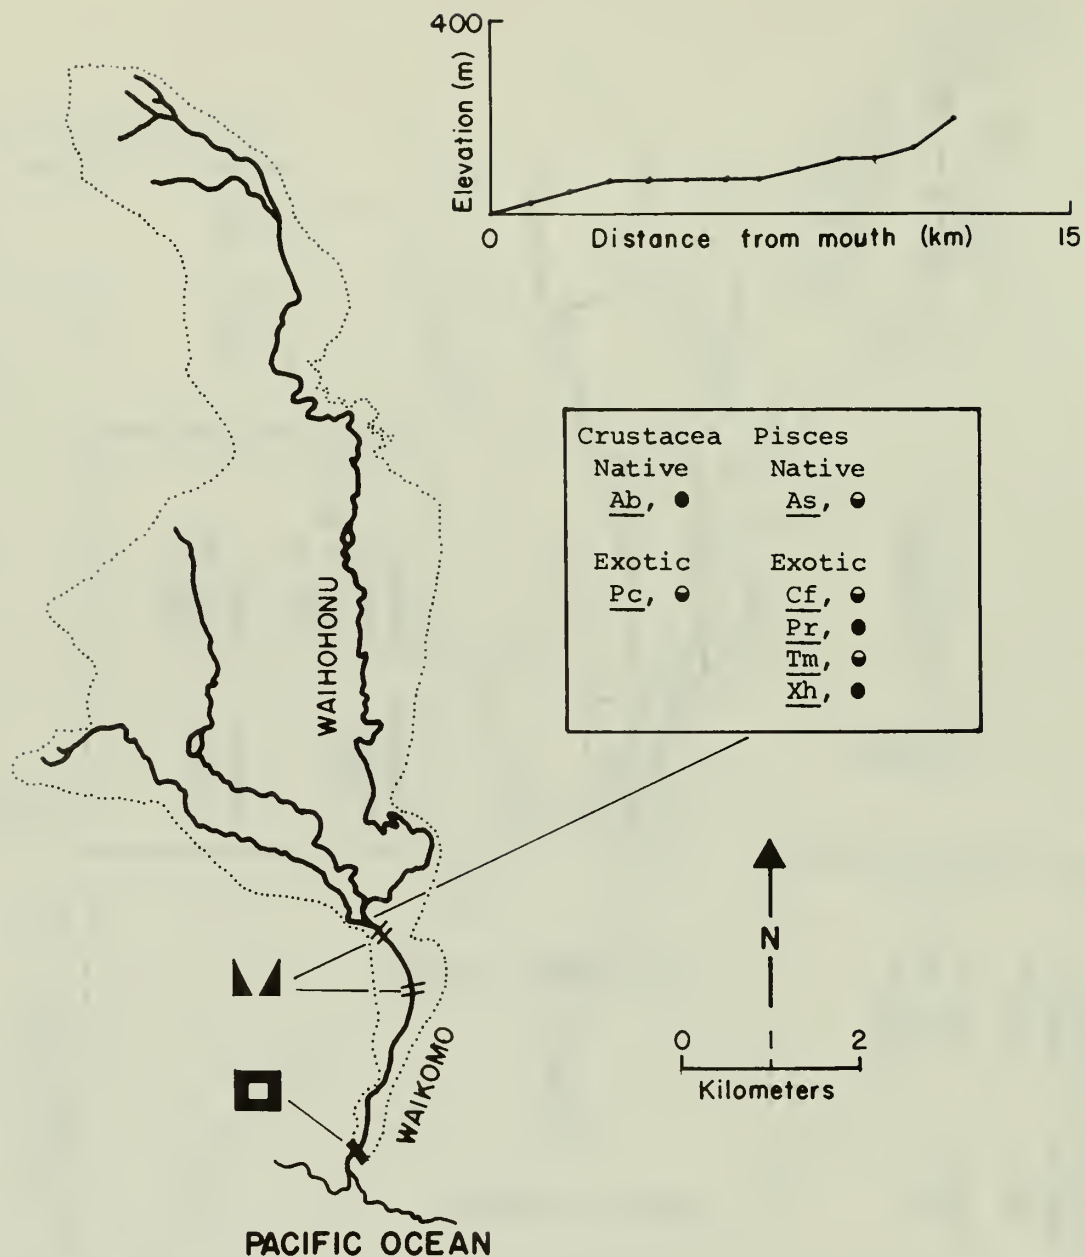 400
Elevation (m)
0
Distance from mouth (km)
15
Crustacea Pisces
Native Native
Ab, ● As, ◒
Exotic Exotic
Pc, ◒ Cf, ◒
Pr, ●
Tm, ◒
Xh, ●
WAIHOHONU
N
0 1 2
Kilometers
WAIKOMO
PACIFIC OCEAN